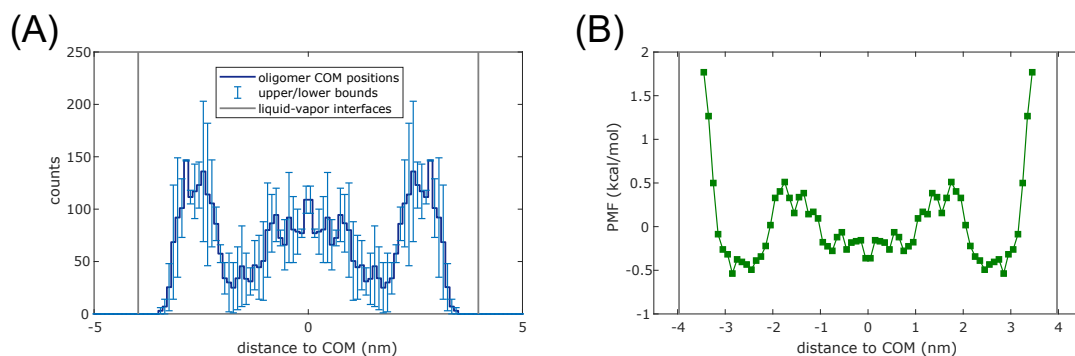 (A)
250
200
150
100
50
0
counts
oligomer COM positions
upper/lower bounds
liquid-vapor interfaces
-5
0
5
distance to COM (nm)
(B)
2
1.5
1
0.5
0
-0.5
-1
PMF (kcal/mol)
-4
-3
-2
-1
0
1
2
3
4
distance to COM (nm)